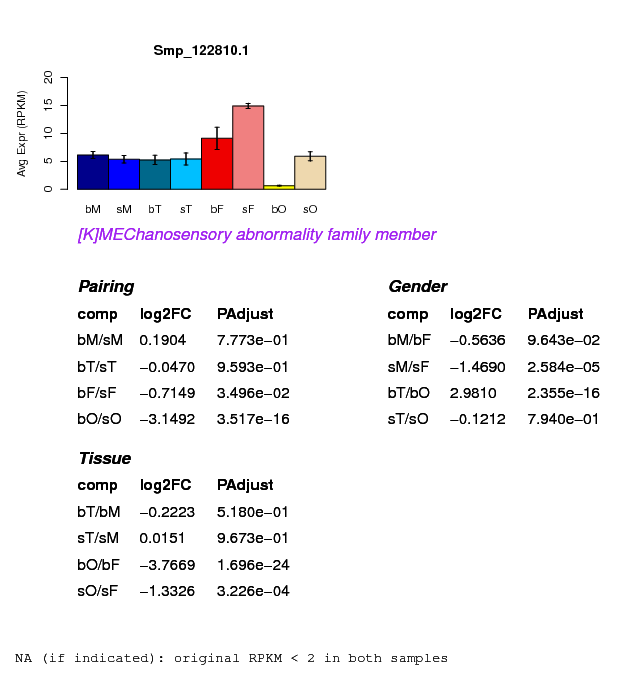 Smp_122810.1
Avg Expr (RPKM)
0 5 10 15 20
bM sM bT sT bF sF bO sO
[K]MEChanosensory abnormality family member
Pairing
comp log2FC PAdjust
bM/sM 0.1904 7.773e−01
bT/sT −0.0470 9.593e−01
bF/sF −0.7149 3.496e−02
bO/sO −3.1492 3.517e−16
Gender
comp log2FC PAdjust
bM/bF −0.5636 9.643e−02
sM/sF −1.4690 2.584e−05
bT/bO 2.9810 2.355e−16
sT/sO −0.1212 7.940e−01
Tissue
comp log2FC PAdjust
bT/bM −0.2223 5.180e−01
sT/sM 0.0151 9.673e−01
bO/bF −3.7669 1.696e−24
sO/sF −1.3326 3.226e−04
NA (if indicated): original RPKM < 2 in both samples